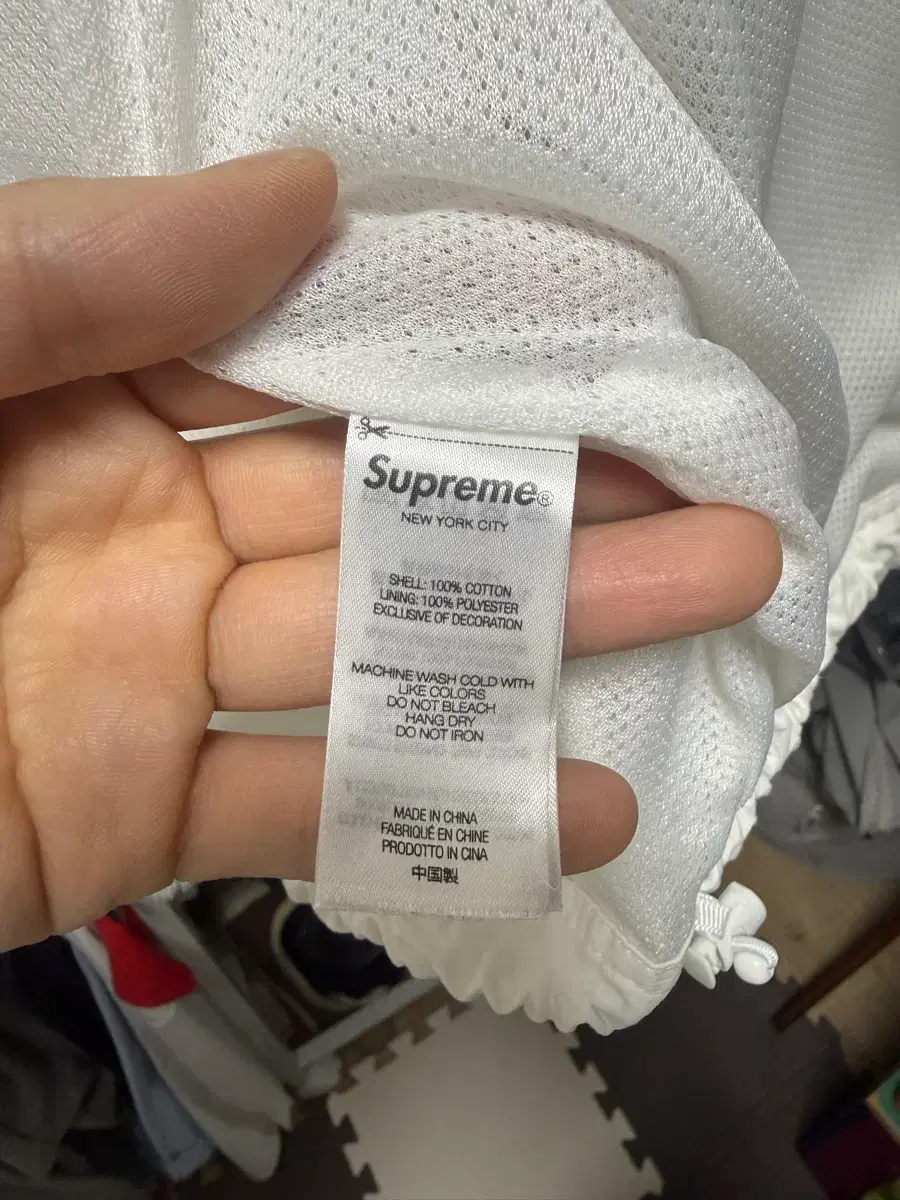 Supreme®
NEW YORK CITY
SHELL: 100% COTTON
LINING: 100% POLYESTER
EXCLUSIVE OF DECORATION
MACHINE WASH COLD WITH
LIKE COLORS
DO NOT BLEACH
HANG DRY
DO NOT IRON
MADE IN CHINA
FABRIQUÉ EN CHINE
PRODOTTO IN CINA
中国製